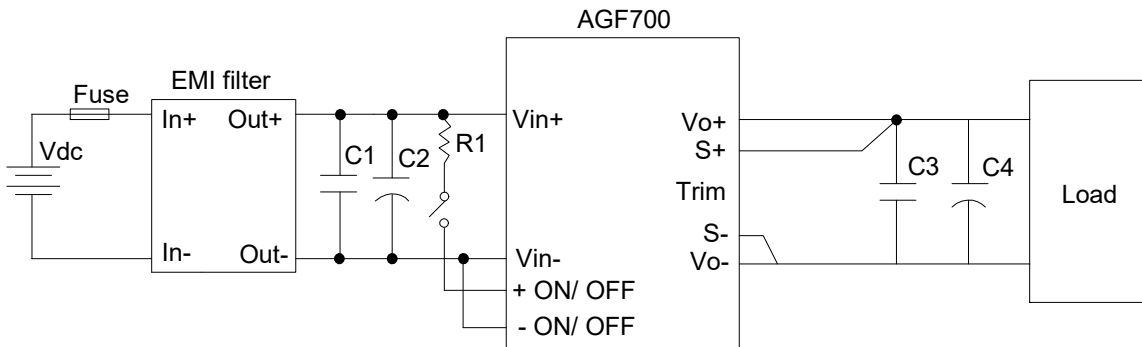 AGF700
EMI filter
Fuse
In+
Out+
Vin+
Vo+
R1
S+
Vdc
C1
C2
C3
C4
Trim
Load
S-
In-
Out-
Vin-
Vo-
+ ON/ OFF
- ON/ OFF